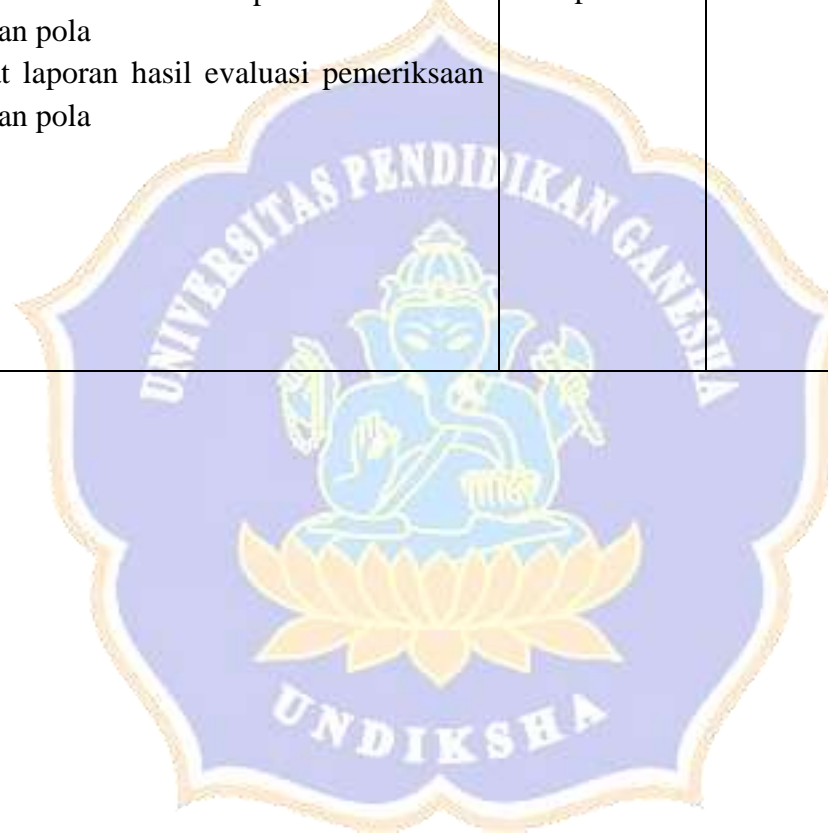 an pola
t laporan hasil evaluasi pemeriksaan
an pola
UNIVERSITAS PENDIDIKAN GANESHA
UNDIKSHA